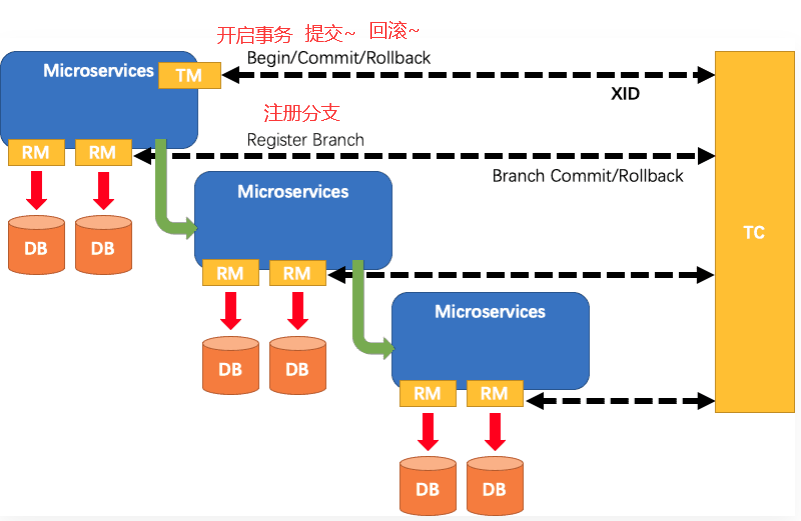 开启事务 提交~ 回滚~
Begin/Commit/Rollback
Microservices
TM
XID
注册分支
Register Branch
RM
RM
Branch Commit/Rollback
Microservices
DB
DB
TC
RM
RM
Microservices
DB
DB
RM
RM
DB
DB